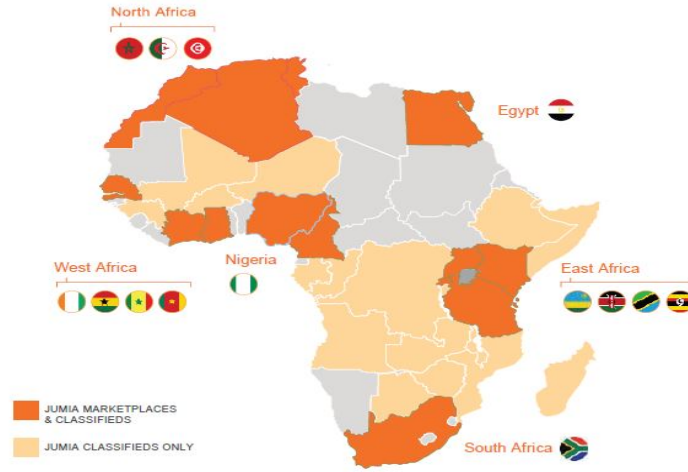 North Africa
Egypt
West Africa
Nigeria
East Africa
JUMIA MARKETPLACES
& CLASSIFIEDS
JUMIA CLASSIFIEDS ONLY
South Africa